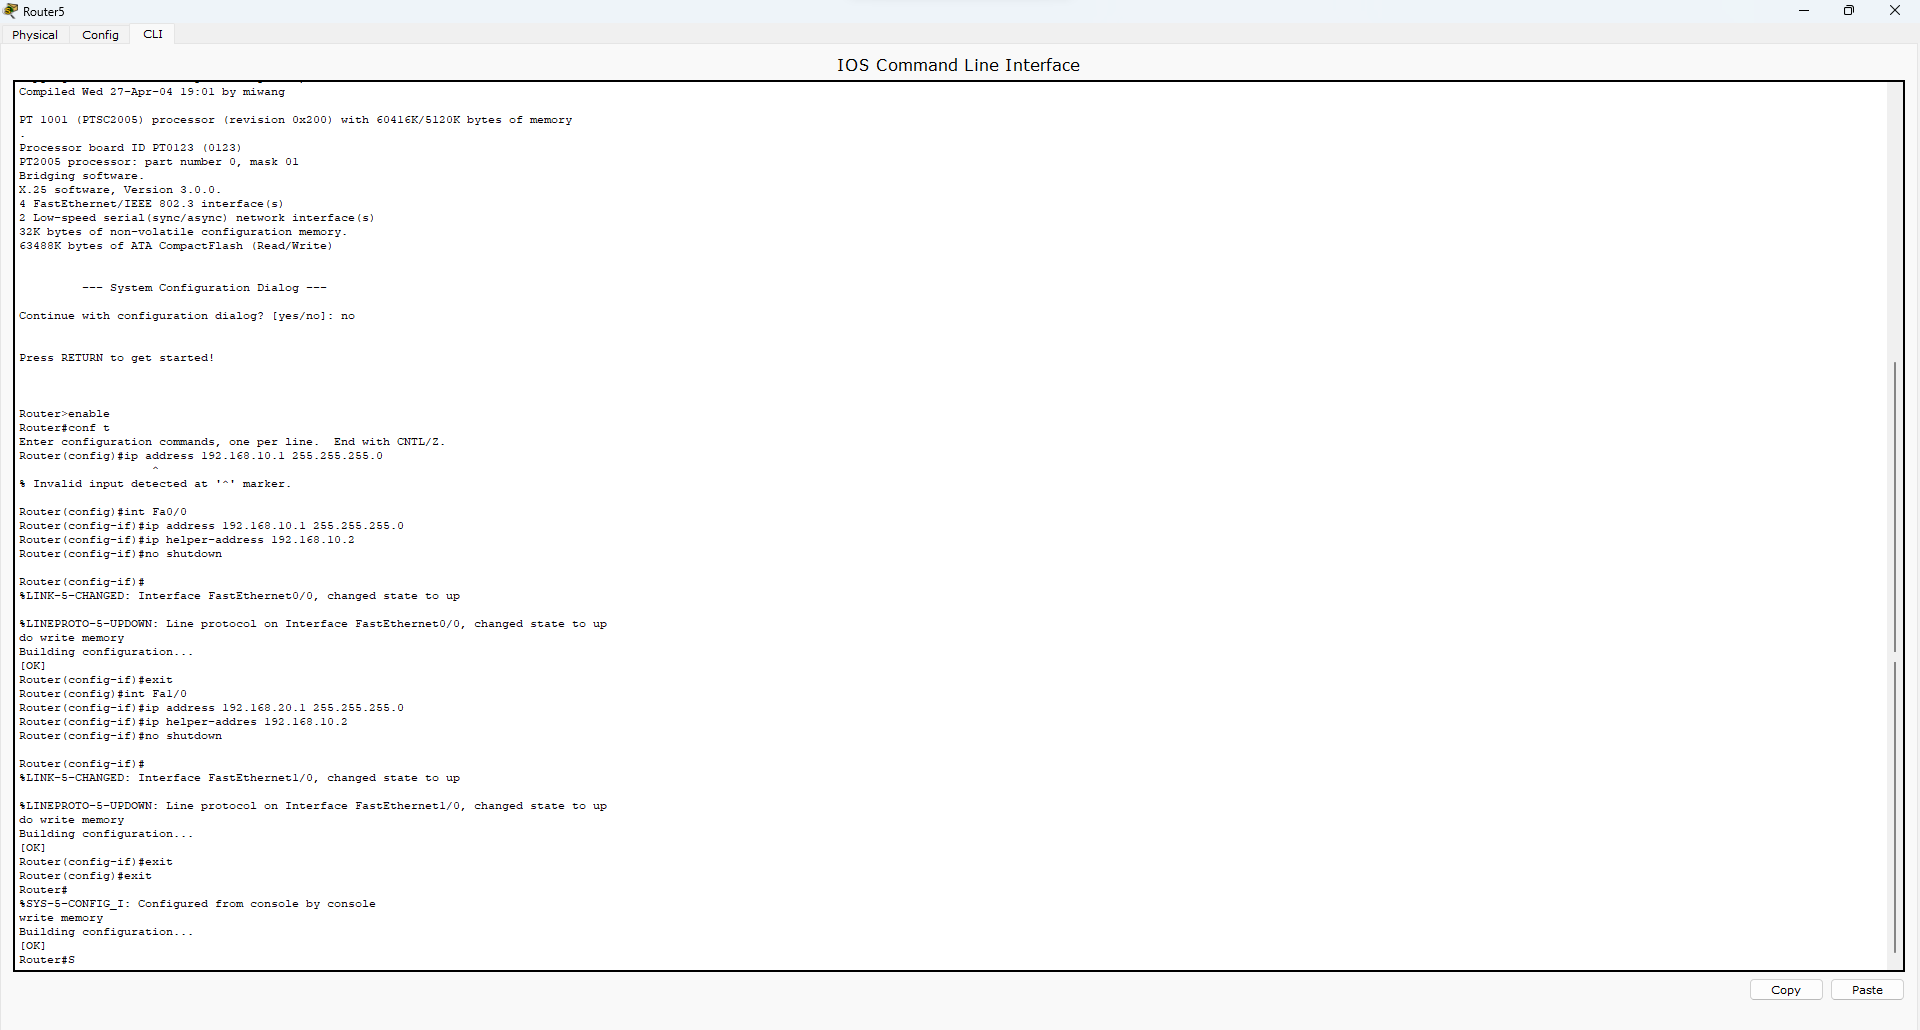 Router5
Physical Config CLI
IOS Command Line Interface
Compiled Wed 27-Apr-04 19:01 by miwang
PT 1001 (PTSC2005) processor (revision 0x200) with 60416K/5120K bytes of memory
.
Processor board ID PT0123 (0123)
PT2005 processor: part number 0, mask 01
Bridging software.
X.25 software, Version 3.0.0.
4 FastEthernet/IEEE 802.3 interface(s)
2 Low-speed serial(sync/async) network interface(s)
32K bytes of non-volatile configuration memory.
63488K bytes of ATA CompactFlash (Read/Write)
--- System Configuration Dialog ---
Continue with configuration dialog? [yes/no]: no
Press RETURN to get started!
Router>enable
Router#conf t
Enter configuration commands, one per line.  End with CNTL/Z.
Router(config)#ip address 192.168.10.1 255.255.255.0
^
% Invalid input detected at '^' marker.
Router(config)#int Fa0/0
Router(config-if)#ip address 192.168.10.1 255.255.255.0
Router(config-if)#ip helper-address 192.168.10.2
Router(config-if)#no shutdown
Router(config-if)#
%LINK-5-CHANGED: Interface FastEthernet0/0, changed state to up
%LINEPROTO-5-UPDOWN: Line protocol on Interface FastEthernet0/0, changed state to up
do write memory
Building configuration...
[OK]
Router(config-if)#exit
Router(config)#int Fa1/0
Router(config-if)#ip address 192.168.20.1 255.255.255.0
Router(config-if)#ip helper-addres 192.168.10.2
Router(config-if)#no shutdown
Router(config-if)#
%LINK-5-CHANGED: Interface FastEthernet1/0, changed state to up
%LINEPROTO-5-UPDOWN: Line protocol on Interface FastEthernet1/0, changed state to up
do write memory
Building configuration...
[OK]
Router(config-if)#exit
Router(config)#exit
Router#
%SYS-5-CONFIG_I: Configured from console by console
write memory
Building configuration...
[OK]
Router#S
Copy Paste